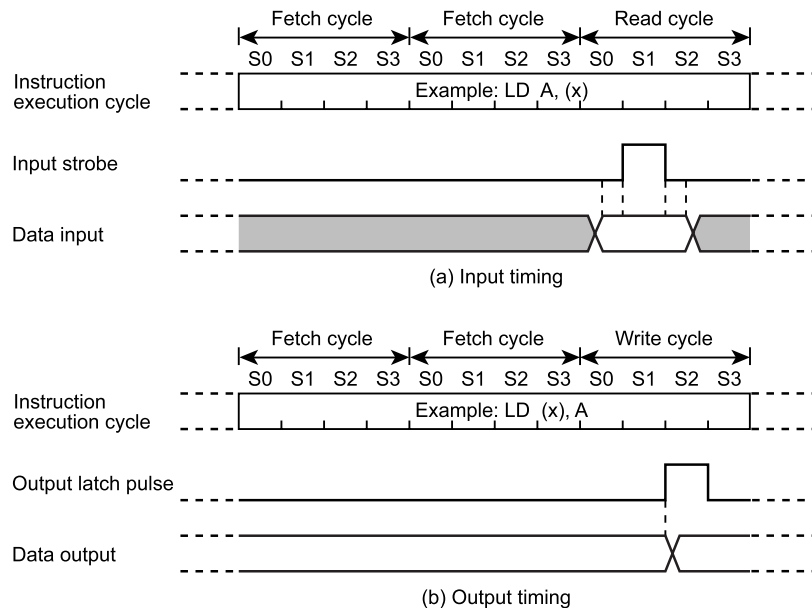 Fetch cycle Fetch cycle Read cycle
S0 S1 S2 S3 S0 S1 S2 S3 S0 S1 S2 S3
Instruction
execution cycle
Example: LD A, (x)
Input strobe
Data input
(a) Input timing
Fetch cycle Fetch cycle Write cycle
S0 S1 S2 S3 S0 S1 S2 S3 S0 S1 S2 S3
Instruction
execution cycle
Example: LD (x), A
Output latch pulse
Data output
(b) Output timing